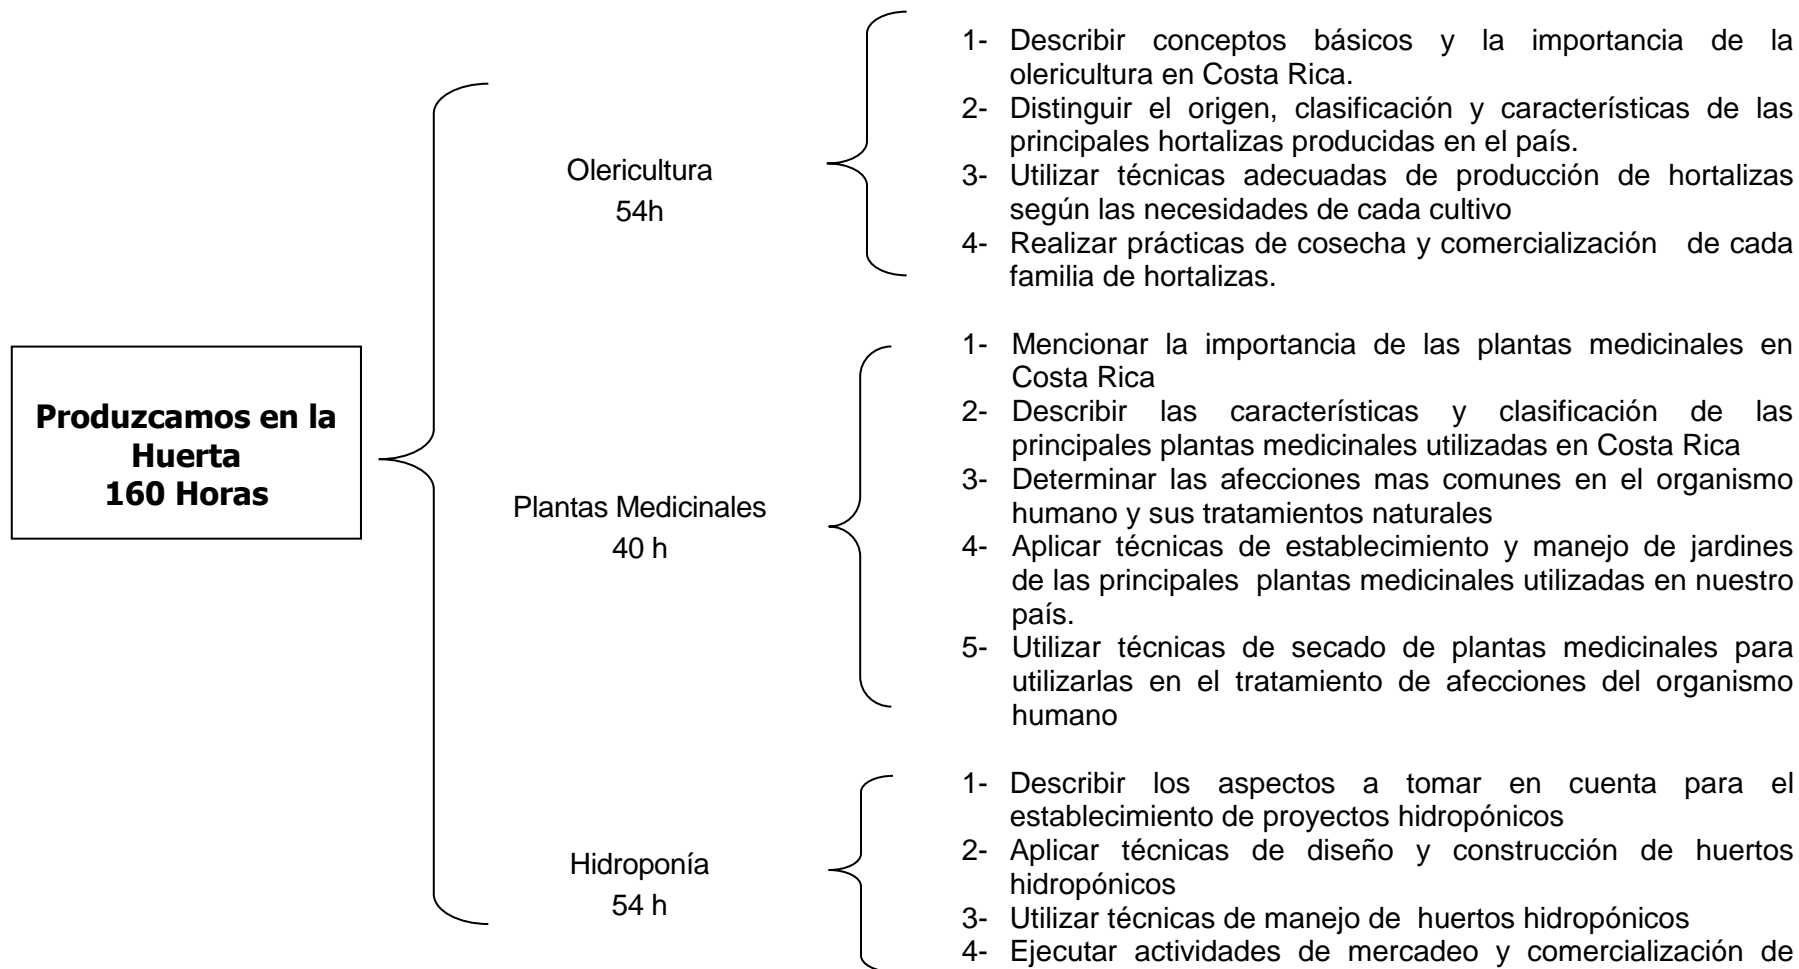 Produzcamos en la
Huerta
160 Horas
Olericultura
54h
1- Describir conceptos básicos y la importancia de la
olericultura en Costa Rica.
2- Distinguir el origen, clasificación y características de las
principales hortalizas producidas en el país.
3- Utilizar técnicas adecuadas de producción de hortalizas
según las necesidades de cada cultivo
4- Realizar prácticas de cosecha y comercialización de cada
familia de hortalizas.
Plantas Medicinales
40 h
1- Mencionar la importancia de las plantas medicinales en
Costa Rica
2- Describir las características y clasificación de las
principales plantas medicinales utilizadas en Costa Rica
3- Determinar las afecciones mas comunes en el organismo
humano y sus tratamientos naturales
4- Aplicar técnicas de establecimiento y manejo de jardines
de las principales plantas medicinales utilizadas en nuestro
país.
5- Utilizar técnicas de secado de plantas medicinales para
utilizarlas en el tratamiento de afecciones del organismo
humano
Hidroponía
54 h
1- Describir los aspectos a tomar en cuenta para el
establecimiento de proyectos hidropónicos
2- Aplicar técnicas de diseño y construcción de huertos
hidropónicos
3- Utilizar técnicas de manejo de huertos hidropónicos
4- Ejecutar actividades de mercadeo y comercialización de